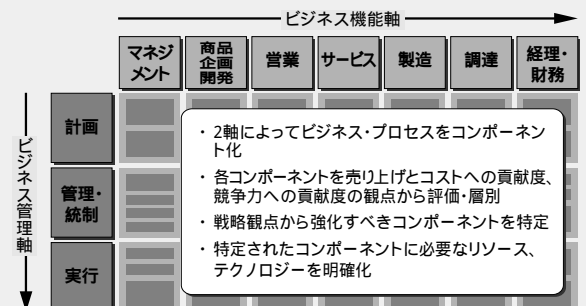 ビジネス機能軸
マネジ
メント
商品
企画
開発
営業
サービス
製造
調達
経理・
財務
ビジネス管理軸
計画
管理・
統制
実行
・ 2軸によってビジネス・プロセスをコンポーネン
ト化
・ 各コンポーネントを売り上げとコストへの貢献度、
競争力への貢献度の観点から評価・層別
・ 戦略観点から強化すべきコンポーネントを特定
・ 特定されたコンポーネントに必要なリソース、
テクノロジーを明確化